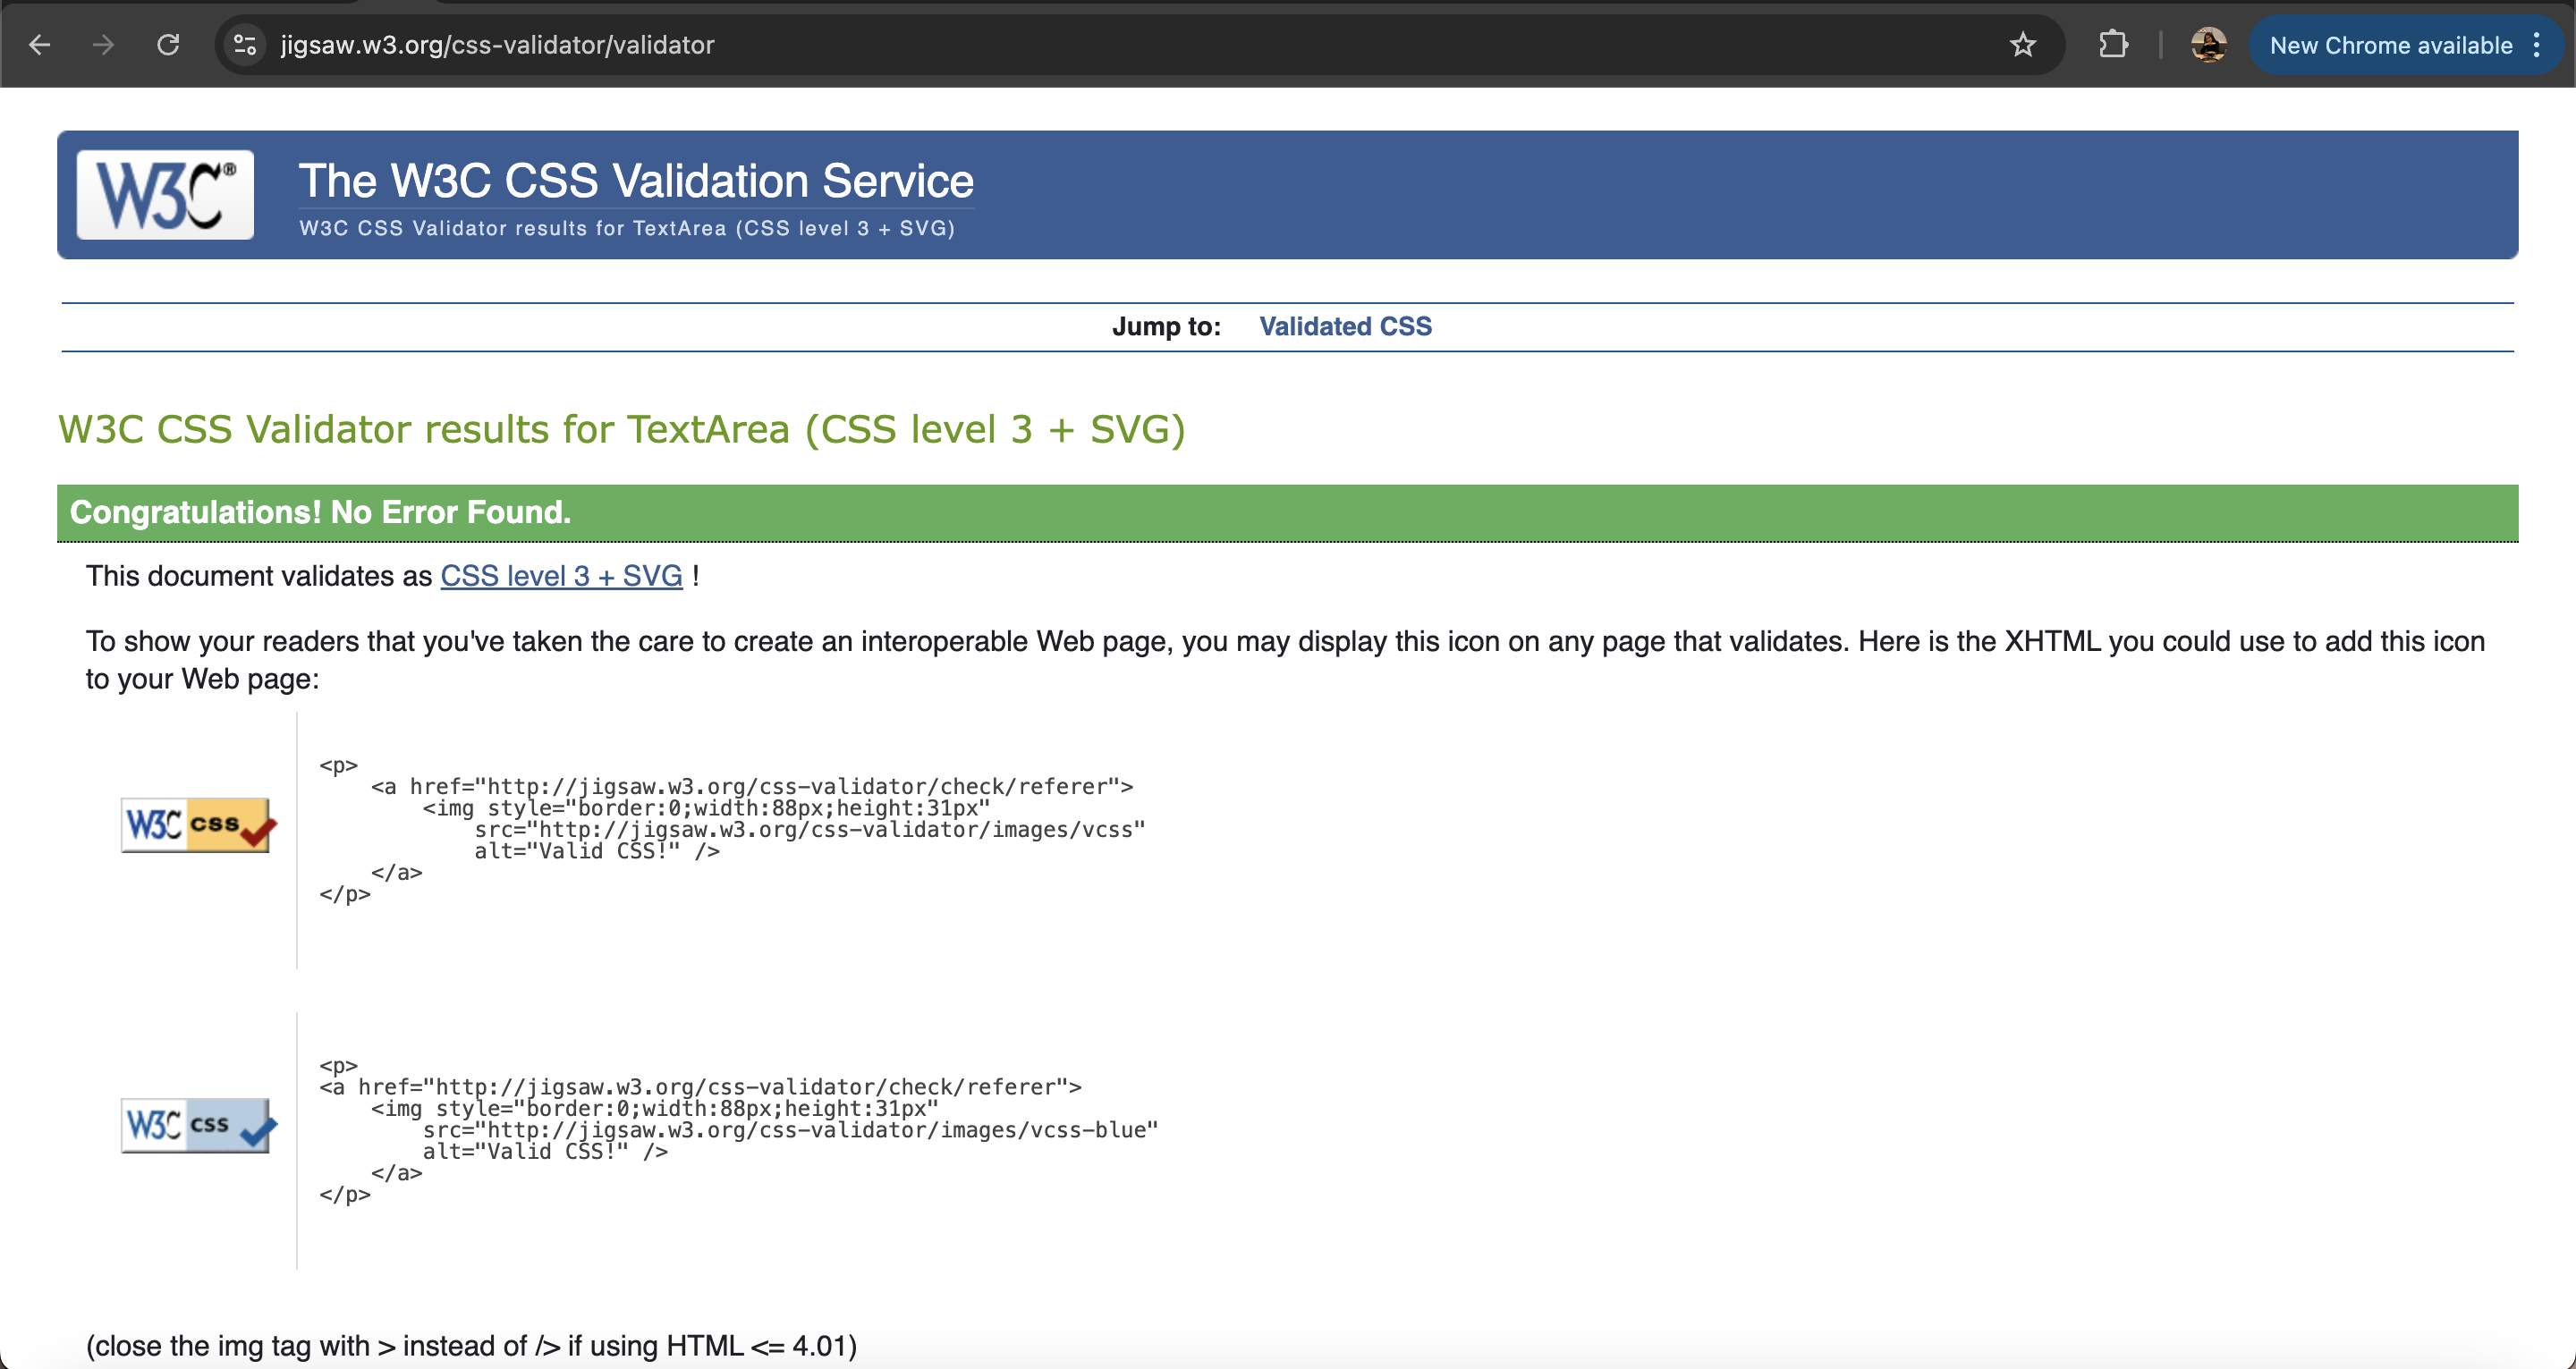 jigsaw.w3.org/css-validator/validator
New Chrome available
W3C®
The W3C CSS Validation Service
W3C CSS Validator results for TextArea (CSS level 3 + SVG)
Jump to: Validated CSS
W3C CSS Validator results for TextArea (CSS level 3 + SVG)
Congratulations! No Error Found.
This document validates as CSS level 3 + SVG !
To show your readers that you've taken the care to create an interoperable Web page, you may display this icon on any page that validates. Here is the XHTML you could use to add this icon
to your Web page:
W3C css
<p>
    <a href="http://jigsaw.w3.org/css-validator/check/referer">
        <img style="border:0;width:88px;height:31px"
            src="http://jigsaw.w3.org/css-validator/images/vcss"
            alt="Valid CSS!" />
    </a>
</p>
W3C css
<p>
<a href="http://jigsaw.w3.org/css-validator/check/referer">
    <img style="border:0;width:88px;height:31px"
        src="http://jigsaw.w3.org/css-validator/images/vcss-blue"
        alt="Valid CSS!" />
    </a>
</p>
(close the img tag with > instead of /> if using HTML <= 4.01)